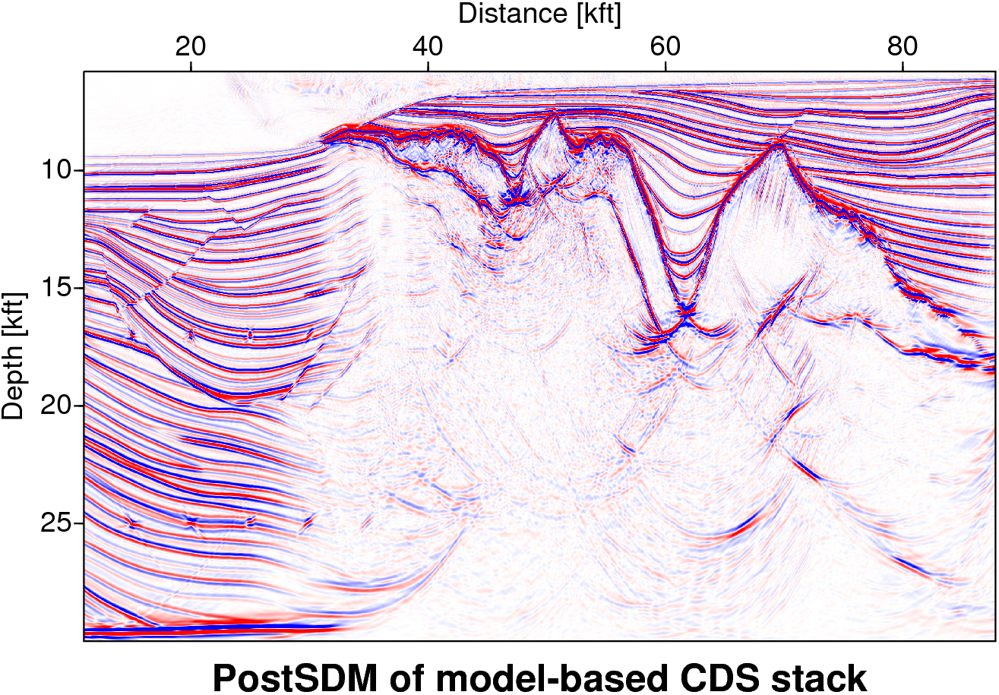 Distance [kft]
20 40 60 80
Depth [kft]
10
15
20
25
PostSDM of model-based CDS stack